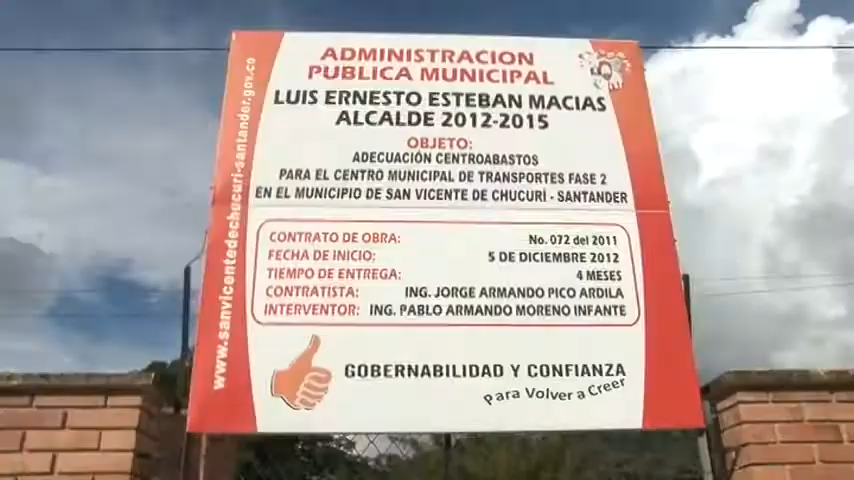 ADMINISTRACION
PUBLICA MUNICIPAL
LUIS ERNESTO ESTEBAN MACIAS
ALCALDE 2012-2015
OBJETO:
ADECUACIÓN CENTROABASTOS
PARA EL CENTRO MUNICIPAL DE TRANSPORTES FASE 2
EN EL MUNICIPIO DE SAN VICENTE DE CHUCURÍ - SANTANDER
CONTRATO DE OBRA: No. 072 del 2011
FECHA DE INICIO: 5 DE DICIEMBRE 2012
TIEMPO DE ENTREGA: 4 MESES
CONTRATISTA: ING. JORGE ARMANDO PICO ARDILA
INTERVENTOR: ING. PABLO ARMANDO MORENO INFANTE
GOBERNABILIDAD Y CONFIANZA
Para Volver a Creer
www.sanvicentedechucuri-santander.gov.co